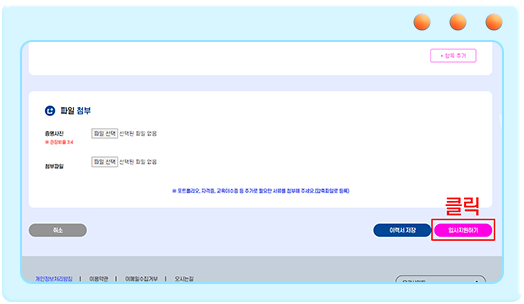 + 항목 추가
파일 첨부
증명사진
※ 권장비율 3:4
파일 선택 선택된 파일 없음
첨부파일
파일 선택 선택된 파일 없음
※ 포트폴리오, 자격증, 교육이수증 등 추가로 필요한 서류를 첨부해 주세요.(압축파일로 등록)
클릭
취소
이력서 저장
입사지원하기
개인정보처리방침 | 이용약관 | 이메일수집거부 | 오시는길